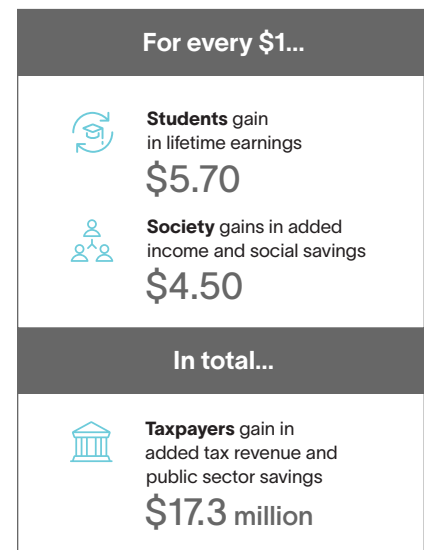 For every $1...
Students gain
in lifetime earnings
$5.70
Society gains in added
income and social savings
$4.50
In total...
Taxpayers gain in
added tax revenue and
public sector savings
$17.3 million